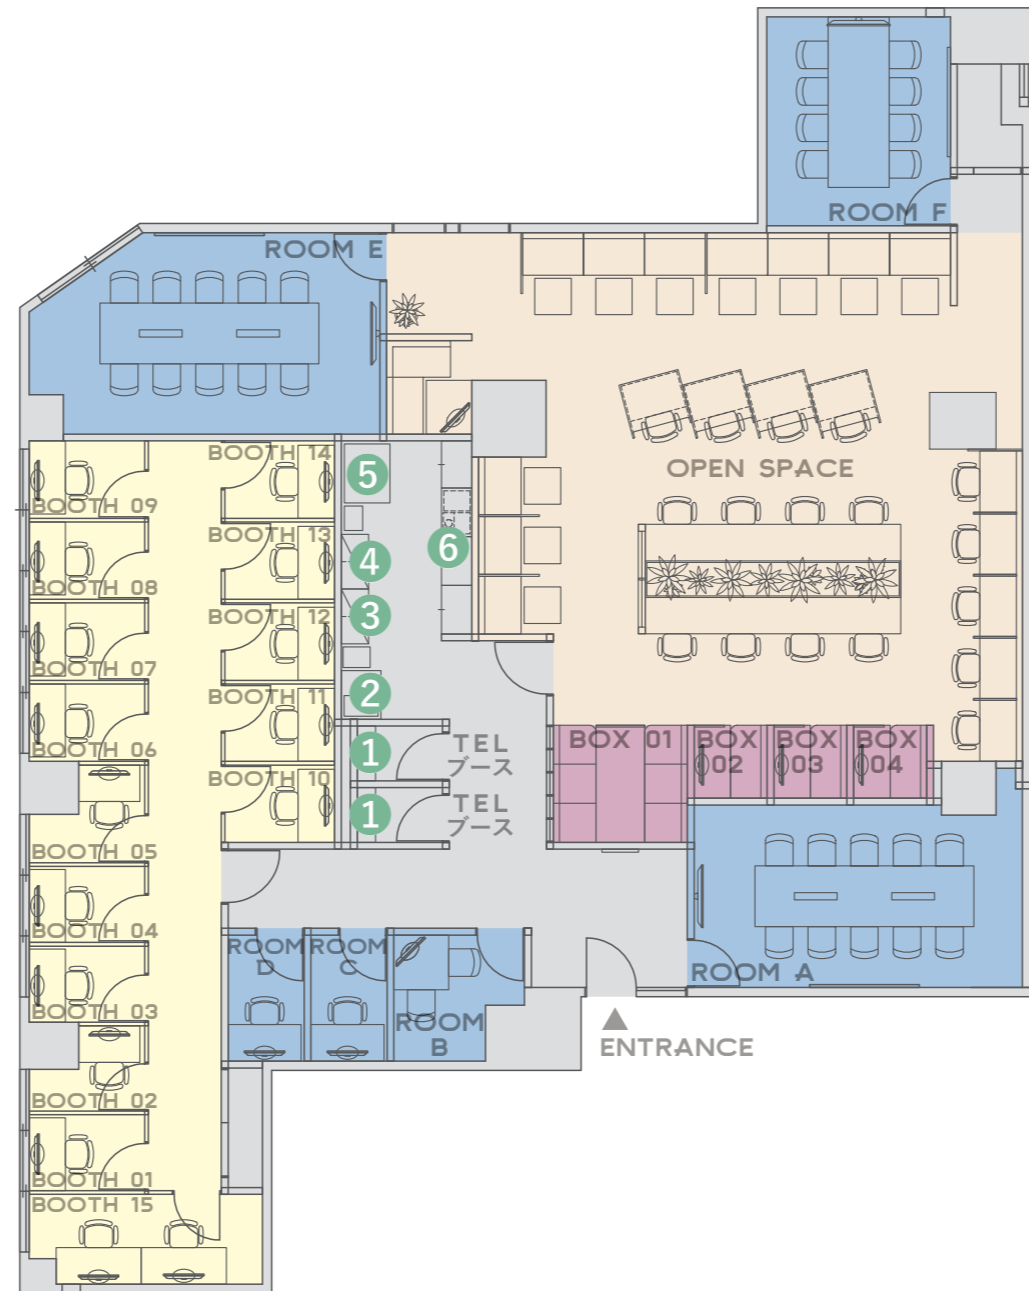 ROOM F
ROOM E
OPEN SPACE
BOOTH 14
BOOTH 09
BOOTH 13
BOOTH 08
BOOTH 12
BOOTH 07
BOOTH 11
BOOTH 06
BOOTH 10
BOOTH 05
BOOTH 04
BOOTH 03
BOOTH 02
BOOTH 01
BOOTH 15
5
6
4
3
2
1
TEL
ブース
1
TEL
ブース
BOX 01
BOX
02
BOX
03
BOX
04
ROOM
D
ROOM
C
ROOM
B
ROOM A
ENTRANCE